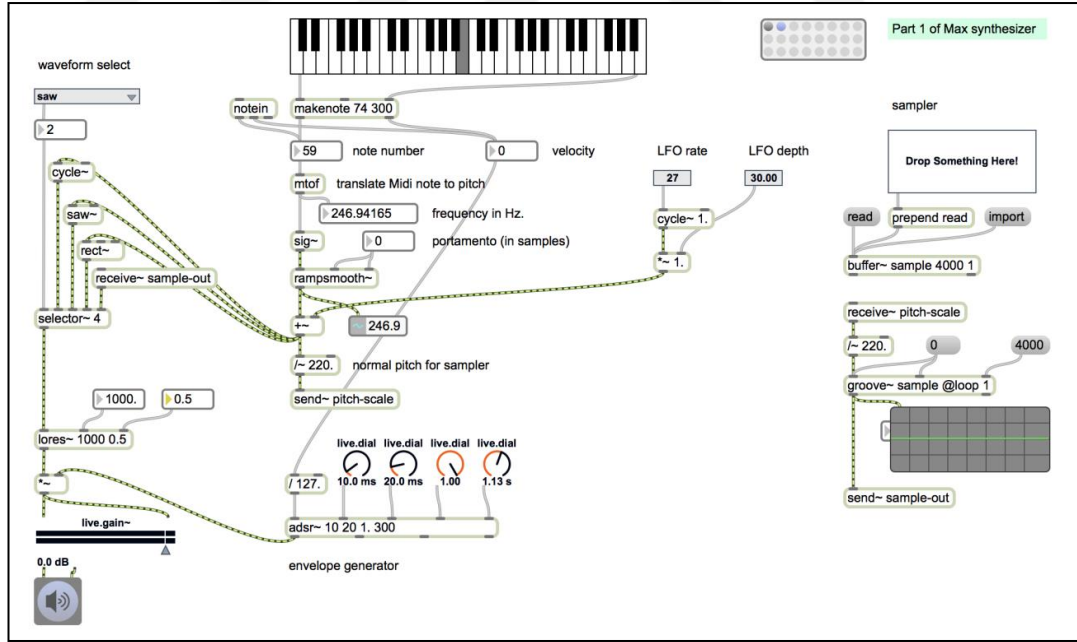 Part 1 of Max synthesizer
waveform select
saw
2
cycle~
saw~
rect~
receive~ sample-out
selector~ 4
1000.
0.5
lores~ 1000 0.5
*~
live.gain~
0.0 dB
notein
makenote 74 300
59
note number
0
velocity
mtof
translate Midi note to pitch
246.94165
frequency in Hz.
sig~
0
portamento (in samples)
rampsmooth~
+~
~
246.9
/~ 220.
normal pitch for sampler
send~ pitch-scale
live.dial
live.dial
live.dial
live.dial
10.0 ms
20.0 ms
1.00
1.13 s
/ 127.
adsr~ 10 20 1. 300
envelope generator
LFO rate
LFO depth
27
30.00
cycle~ 1.
*~ 1.
sampler
Drop Something Here!
read
prepend read
import
buffer~ sample 4000 1
receive~ pitch-scale
/~ 220.
0
4000
groove~ sample @loop 1
send~ sample-out